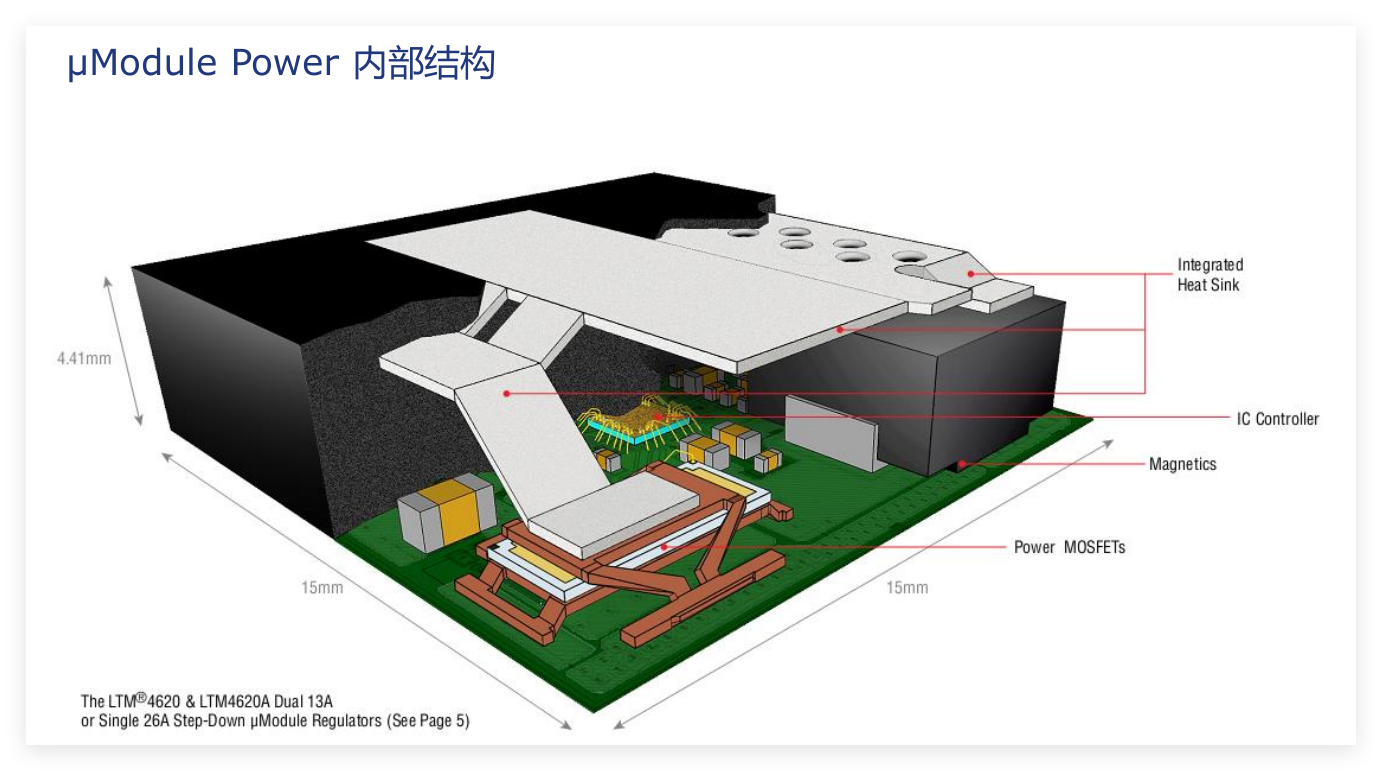 µModule Power 内部结构
Integrated
Heat Sink
4.41mm
IC Controller
Magnetics
Power MOSFETs
15mm
15mm
The LTM®4620 & LTM4620A Dual 13A
or Single 26A Step-Down µModule Regulators (See Page 5)